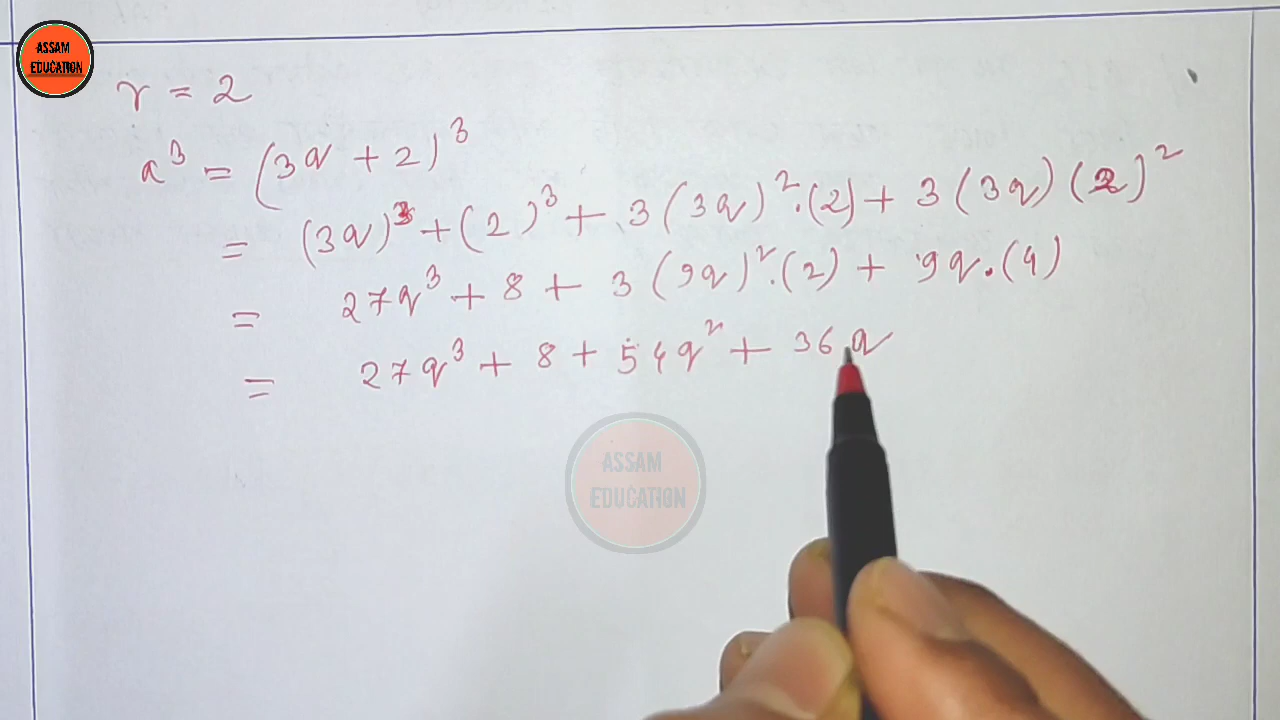 ASSAM
EDUCATION
r = 2
a³ = (3q + 2)³
= (3q)³ + (2)³ + 3(3q)².(2) + 3(3q)(2)²
= 27q³ + 8 + 3(9q)².(2) + 9q.(4)
= 27q³ + 8 + 54q² + 36q
ASSAM
EDUCATION